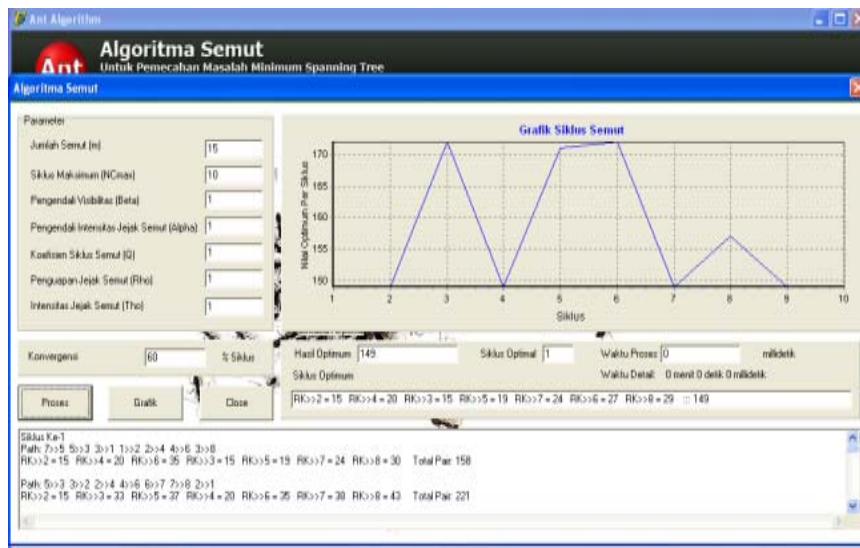 Ant Algorithm
Ant
Algoritma Semut
Untuk Pemecahan Masalah Minimum Spanning Tree
Algoritma Semut
Parameter
Jumlah Semut (m) 15
Siklus Maksimum (NCmax) 10
Pengendali Visibilitas (Beta) 1
Pengendali Intensitas Jejak Semut (Alpha) 1
Koefisien Siklus Semut (Q) 1
Penguapan Jejak Semut (Rho) 1
Intensitas Jejak Semut (Tho) 1
Grafik Siklus Semut
Nilai Optimum Per Siklus
170
165
160
155
150
1 2 3 4 5 6 7 8 9 10
Siklus
Konvergensi 60 % Siklus
Proses Grafik Close
Hasil Optimum 149 Siklus Optimal 1 Waktu Proses 0 millidetik
Siklus Optimum Waktu Detail: 0 menit 0 detik 0 millidetik
RK>>2 = 15 RK>>4 = 20 RK>>3 = 15 RK>>5 = 19 RK>>7 = 24 RK>>6 = 27 RK>>8 = 29 ::: 149
Siklus Ke-1
Path: 7>>5 5>>3 3>>1 1>>2 2>>4 4>>6 3>>8
RK>>2 = 15 RK>>4 = 20 RK>>6 = 35 RK>>3 = 15 RK>>5 = 19 RK>>7 = 24 RK>>8 = 30 Total Pair: 158
Path: 5>>3 3>>2 2>>4 4>>6 6>>7 7>>8 2>>1
RK>>2 = 15 RK>>3 = 33 RK>>5 = 37 RK>>4 = 20 RK>>6 = 35 RK>>7 = 38 RK>>8 = 43 Total Pair: 221